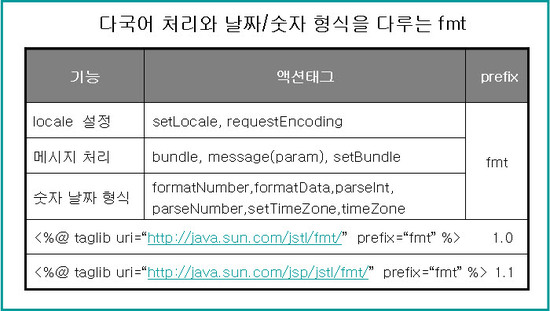 다국어 처리와 날짜/숫자 형식을 다루는 fmt
기능 액션태그 prefix
locale 설정 setLocale, requestEncoding
메시지 처리 bundle, message(param), setBundle
fmt
숫자 날짜 형식 formatNumber,formatData,parseInt,
parseNumber,setTimeZone,timeZone
<%@ taglib uri=“http://java.sun.com/jstl/fmt/” prefix=“fmt” %> 1.0
<%@ taglib uri=“http://java.sun.com/jsp/jstl/fmt/” prefix=“fmt” %> 1.1